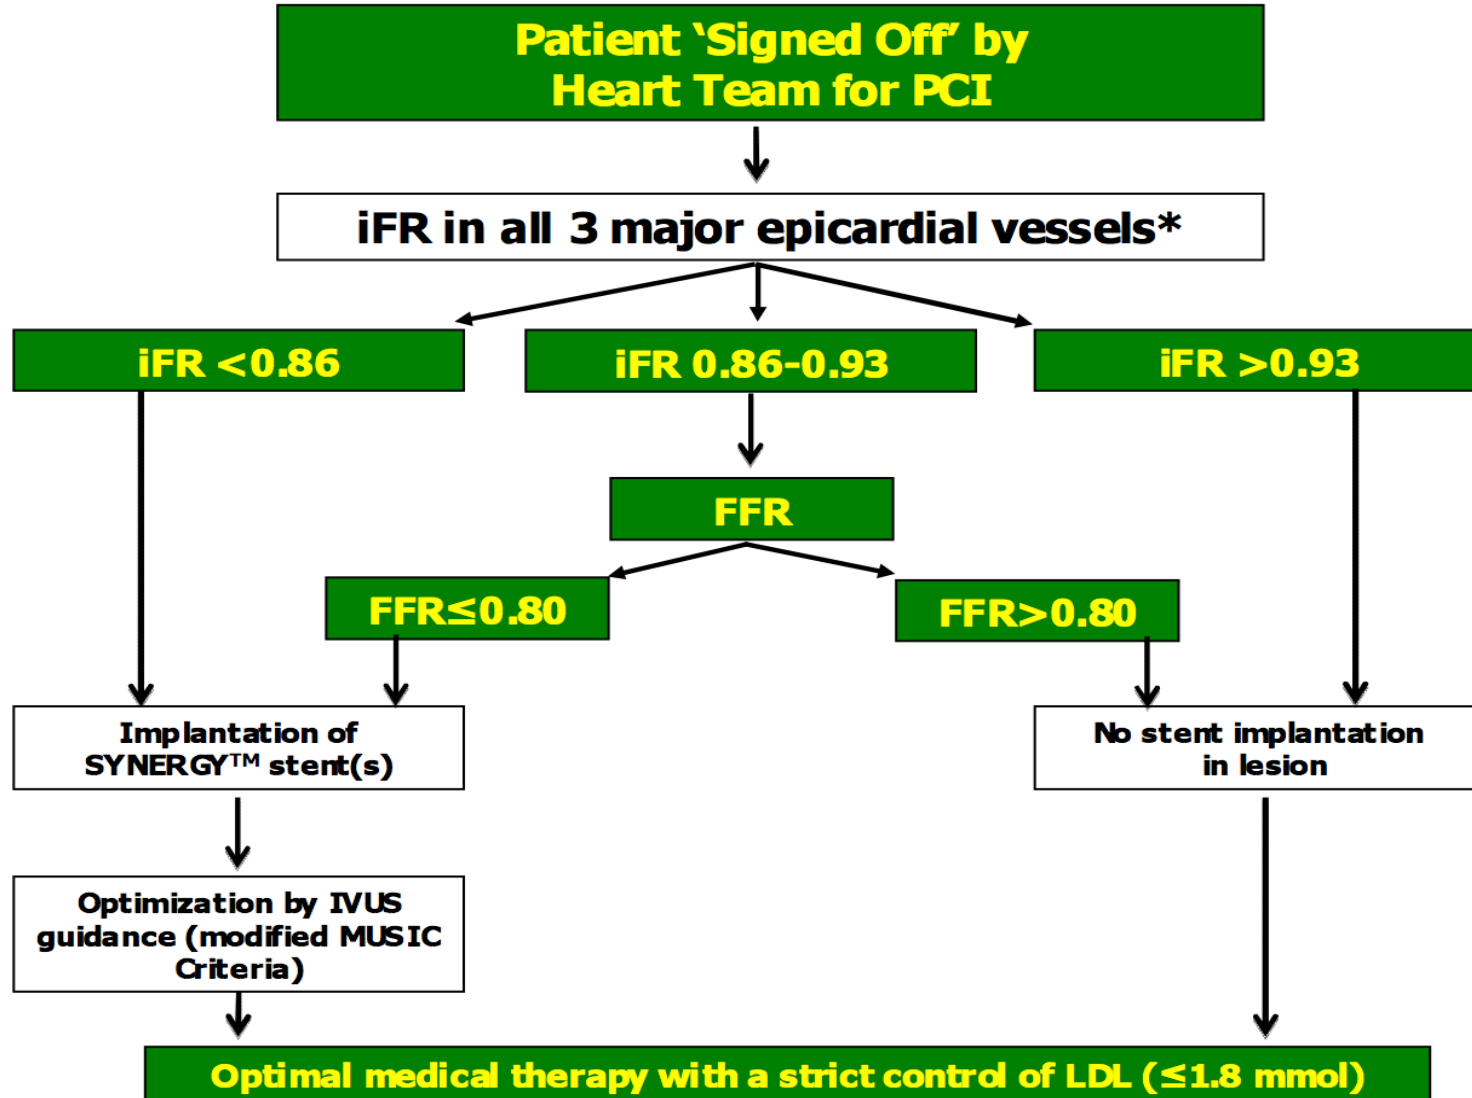 Patient ‘Signed Off’ by
Heart Team for PCI
iFR in all 3 major epicardial vessels*
iFR <0.86
iFR 0.86-0.93
iFR >0.93
FFR
FFR≤0.80
FFR>0.80
Implantation of
SYNERGY™ stent(s)
No stent implantation
in lesion
Optimization by IVUS
guidance (modified MUSIC
Criteria)
Optimal medical therapy with a strict control of LDL (≤1.8 mmol)